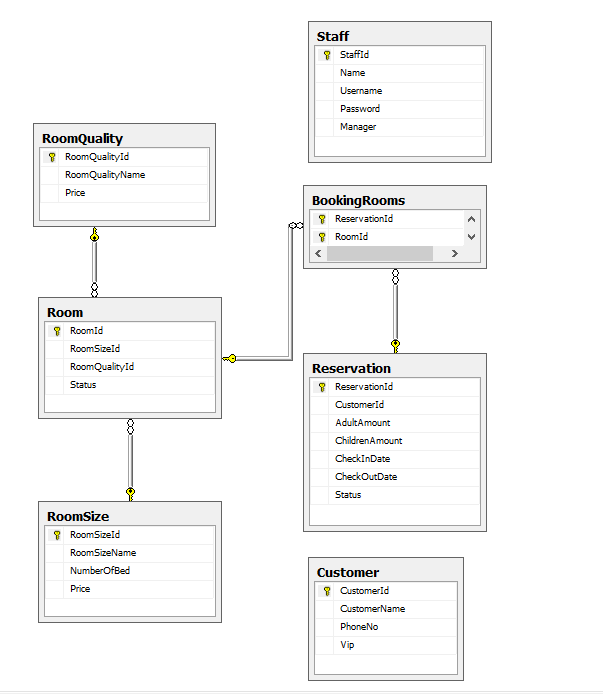 Staff
StaffId
Name
Username
Password
Manager
RoomQuality
RoomQualityId
RoomQualityName
Price
BookingRooms
ReservationId
RoomId
Room
RoomId
RoomSizeId
RoomQualityId
Status
Reservation
ReservationId
CustomerId
AdultAmount
ChildrenAmount
CheckInDate
CheckOutDate
Status
RoomSize
RoomSizeId
RoomSizeName
NumberOfBed
Price
Customer
CustomerId
CustomerName
PhoneNo
Vip